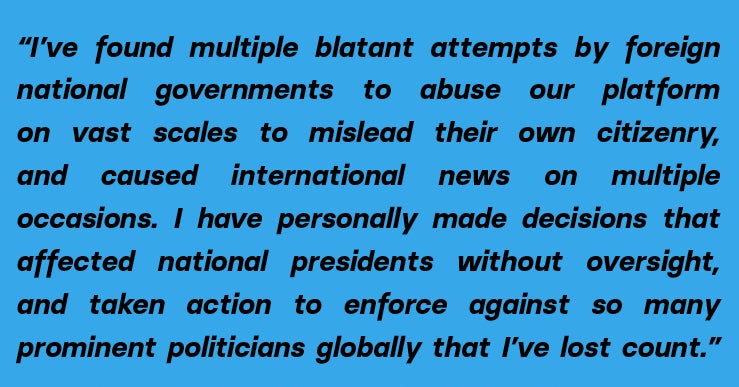 “I’ve found multiple blatant attempts by foreign
national governments to abuse our platform
on vast scales to mislead their own citizenry,
and caused international news on multiple
occasions. I have personally made decisions that
affected national presidents without oversight,
and taken action to enforce against so many
prominent politicians globally that I’ve lost count.”